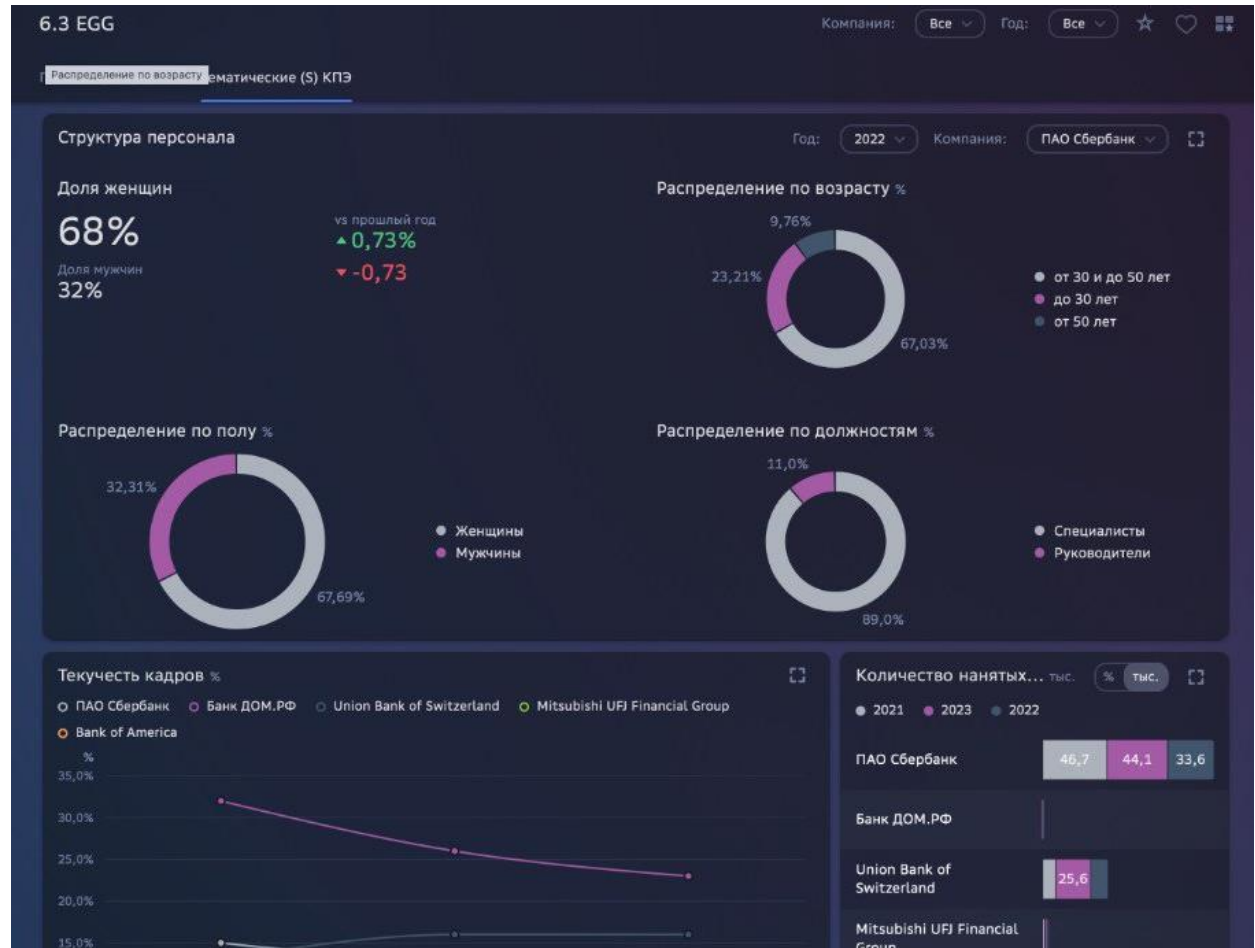 6.3 EGG
Компания: Все Год: Все
Распределение по возрасту
ематические (S) КПЭ
Структура персонала
Год: 2022 Компания: ПАО Сбербанк
Доля женщин
68%
vs прошлый год
0,73%
Доля мужчин
32%
-0,73
Распределение по возрасту %
9,76%
23,21%
67,03%
от 30 и до 50 лет
до 30 лет
от 50 лет
Распределение по полу %
32,31%
67,69%
Женщины
Мужчины
Распределение по должностям %
11,0%
89,0%
Специалисты
Руководители
Текучесть кадров %
ПАО Сбербанк Банк ДОМ.РФ Union Bank of Switzerland Mitsubishi UFJ Financial Group
Bank of America
%
35,0%
30,0%
25,0%
20,0%
15,0%
Количество нанятых... тыс. % тыс.
2021 2023 2022
ПАО Сбербанк 46,7 44,1 33,6
Банк ДОМ.РФ
Union Bank of
Switzerland
25,6
Mitsubishi UFJ Financial
Group